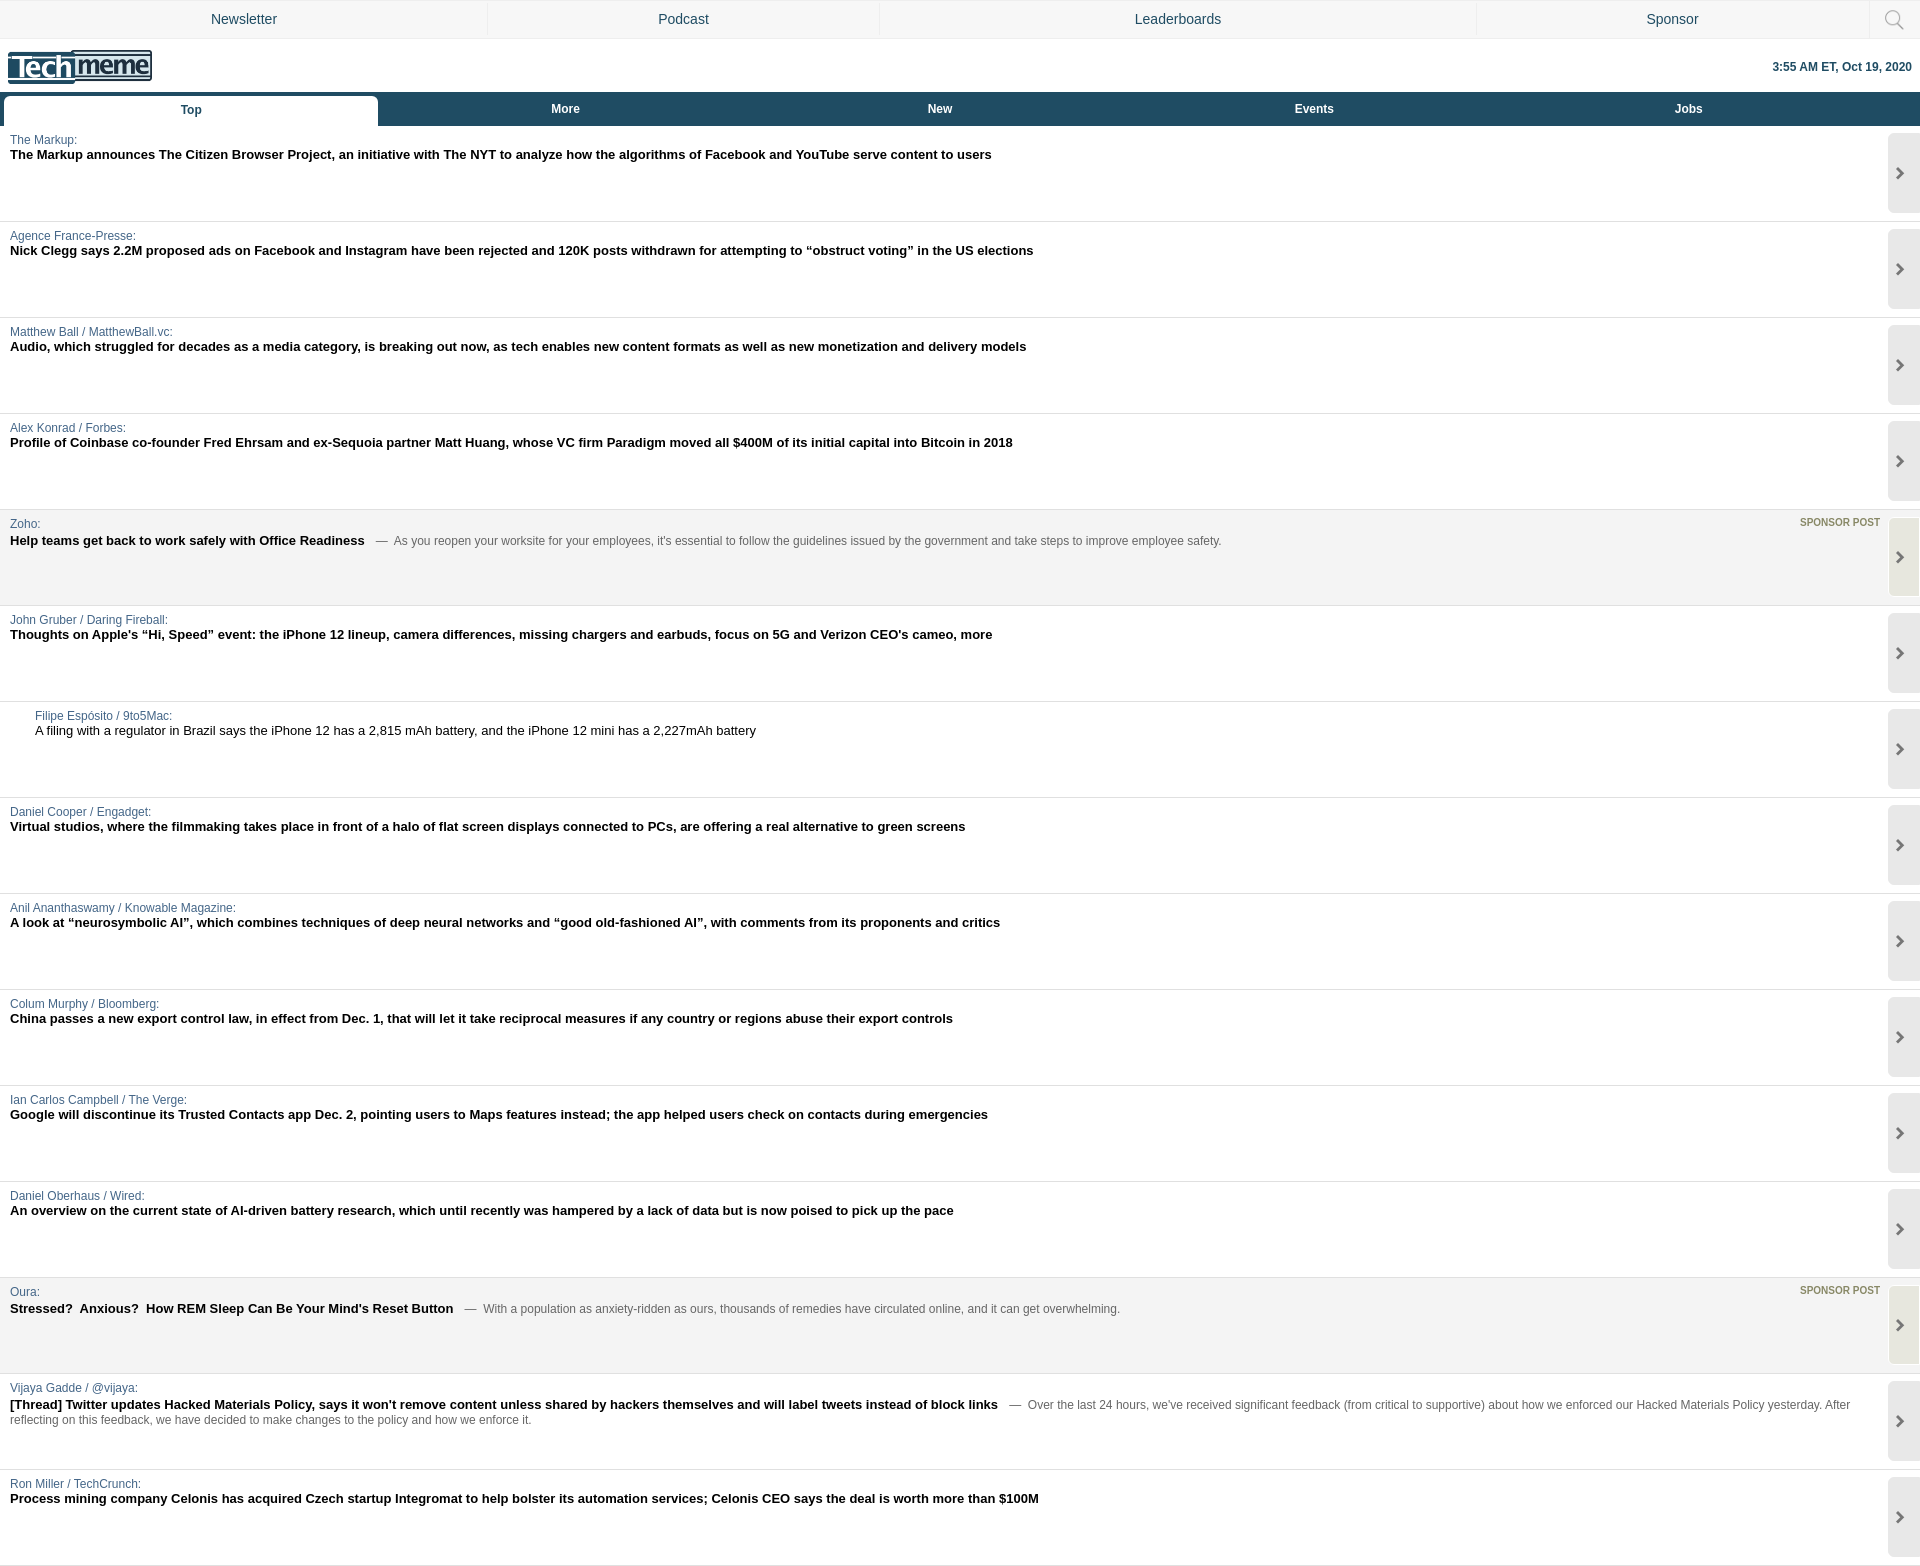 Newsletter
Podcast
Leaderboards
Sponsor
Techmeme
3:55 AM ET, Oct 19, 2020
Top
More
New
Events
Jobs
The Markup:
The Markup announces The Citizen Browser Project, an initiative with The NYT to analyze how the algorithms of Facebook and YouTube serve content to users
Agence France-Presse:
Nick Clegg says 2.2M proposed ads on Facebook and Instagram have been rejected and 120K posts withdrawn for attempting to “obstruct voting” in the US elections
Matthew Ball / MatthewBall.vc:
Audio, which struggled for decades as a media category, is breaking out now, as tech enables new content formats as well as new monetization and delivery models
Alex Konrad / Forbes:
Profile of Coinbase co-founder Fred Ehrsam and ex-Sequoia partner Matt Huang, whose VC firm Paradigm moved all $400M of its initial capital into Bitcoin in 2018
Zoho:
SPONSOR POST
Help teams get back to work safely with Office Readiness — As you reopen your worksite for your employees, it's essential to follow the guidelines issued by the government and take steps to improve employee safety.
John Gruber / Daring Fireball:
Thoughts on Apple's “Hi, Speed” event: the iPhone 12 lineup, camera differences, missing chargers and earbuds, focus on 5G and Verizon CEO's cameo, more
Filipe Espósito / 9to5Mac:
A filing with a regulator in Brazil says the iPhone 12 has a 2,815 mAh battery, and the iPhone 12 mini has a 2,227mAh battery
Daniel Cooper / Engadget:
Virtual studios, where the filmmaking takes place in front of a halo of flat screen displays connected to PCs, are offering a real alternative to green screens
Anil Ananthaswamy / Knowable Magazine:
A look at “neurosymbolic AI”, which combines techniques of deep neural networks and “good old-fashioned AI”, with comments from its proponents and critics
Colum Murphy / Bloomberg:
China passes a new export control law, in effect from Dec. 1, that will let it take reciprocal measures if any country or regions abuse their export controls
Ian Carlos Campbell / The Verge:
Google will discontinue its Trusted Contacts app Dec. 2, pointing users to Maps features instead; the app helped users check on contacts during emergencies
Daniel Oberhaus / Wired:
An overview on the current state of AI-driven battery research, which until recently was hampered by a lack of data but is now poised to pick up the pace
Oura:
SPONSOR POST
Stressed? Anxious? How REM Sleep Can Be Your Mind's Reset Button — With a population as anxiety-ridden as ours, thousands of remedies have circulated online, and it can get overwhelming.
Vijaya Gadde / @vijaya:
[Thread] Twitter updates Hacked Materials Policy, says it won't remove content unless shared by hackers themselves and will label tweets instead of block links — Over the last 24 hours, we've received significant feedback (from critical to supportive) about how we enforced our Hacked Materials Policy yesterday. After
reflecting on this feedback, we have decided to make changes to the policy and how we enforce it.
Ron Miller / TechCrunch:
Process mining company Celonis has acquired Czech startup Integromat to help bolster its automation services; Celonis CEO says the deal is worth more than $100M